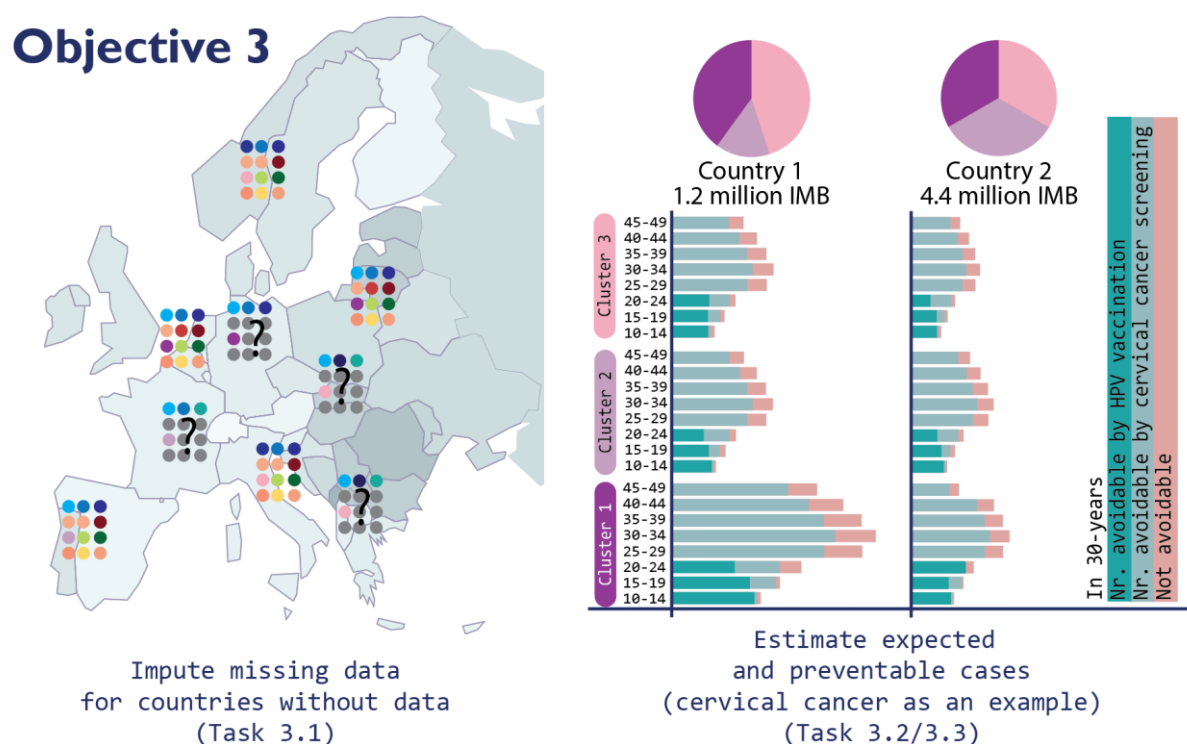 Objective 3
?
?
?
?
Impute missing data
for countries without data
(Task 3.1)
Country 1
1.2 million IMB
Country 2
4.4 million IMB
Cluster 3
45-49
40-44
35-39
30-34
25-29
20-24
15-19
10-14
Cluster 2
45-49
40-44
35-39
30-34
25-29
20-24
15-19
10-14
Cluster 1
45-49
40-44
35-39
30-34
25-29
20-24
15-19
10-14
In 30-years
Nr. avoidable by HPV vaccination
Nr. avoidable by cervical cancer screening
Not avoidable
Estimate expected
and preventable cases
(cervical cancer as an example)
(Task 3.2/3.3)